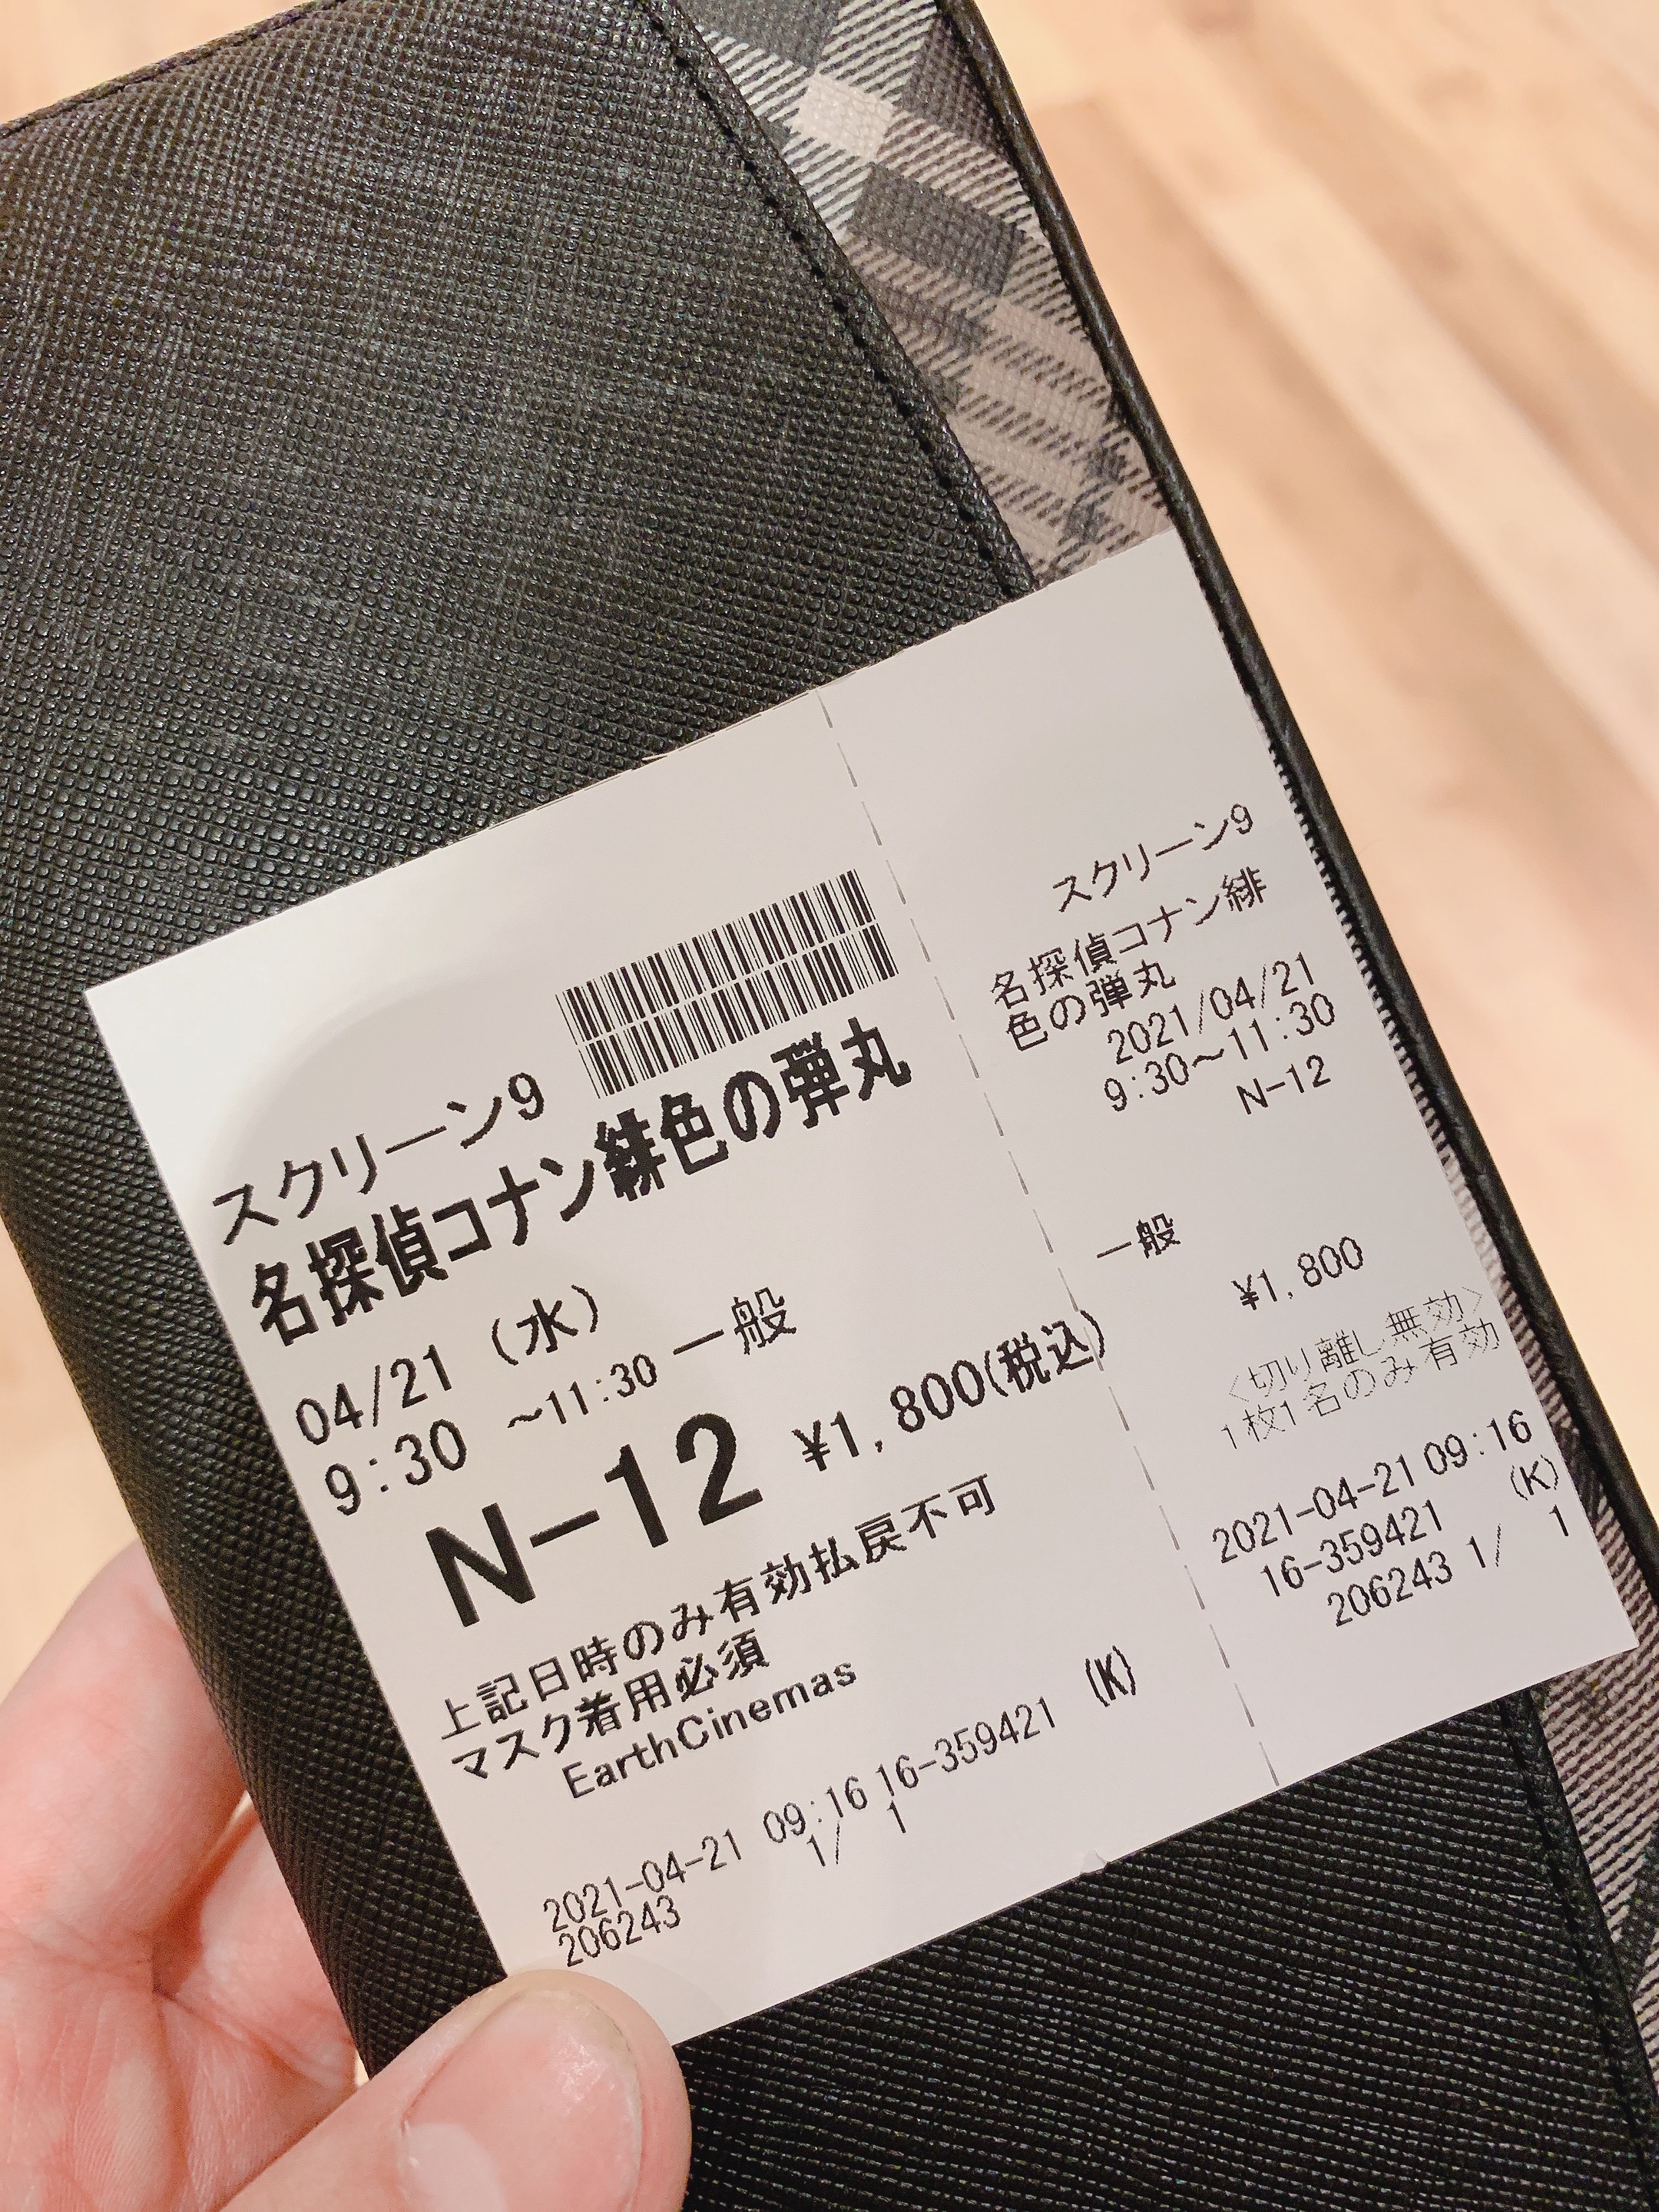 スクリーン9
名探偵コナン緋色の弾丸
04/21 (水)
9:30 ～11:30 一般
N-12 ¥1,800(税込)
上記日時のみ有効払戻不可
マスク着用必須
EarthCinemas
2021-04-21 09:16 16-359421 (K)
206243 1/ 1
スクリーン9
名探偵コナン緋
色の弾丸
2021/04/21
9:30～11:30
N-12
一般
¥1,800
<切り離し無効>
1枚1名のみ有効
2021-04-21 09:16
16-359421 (K)
206243 1/ 1